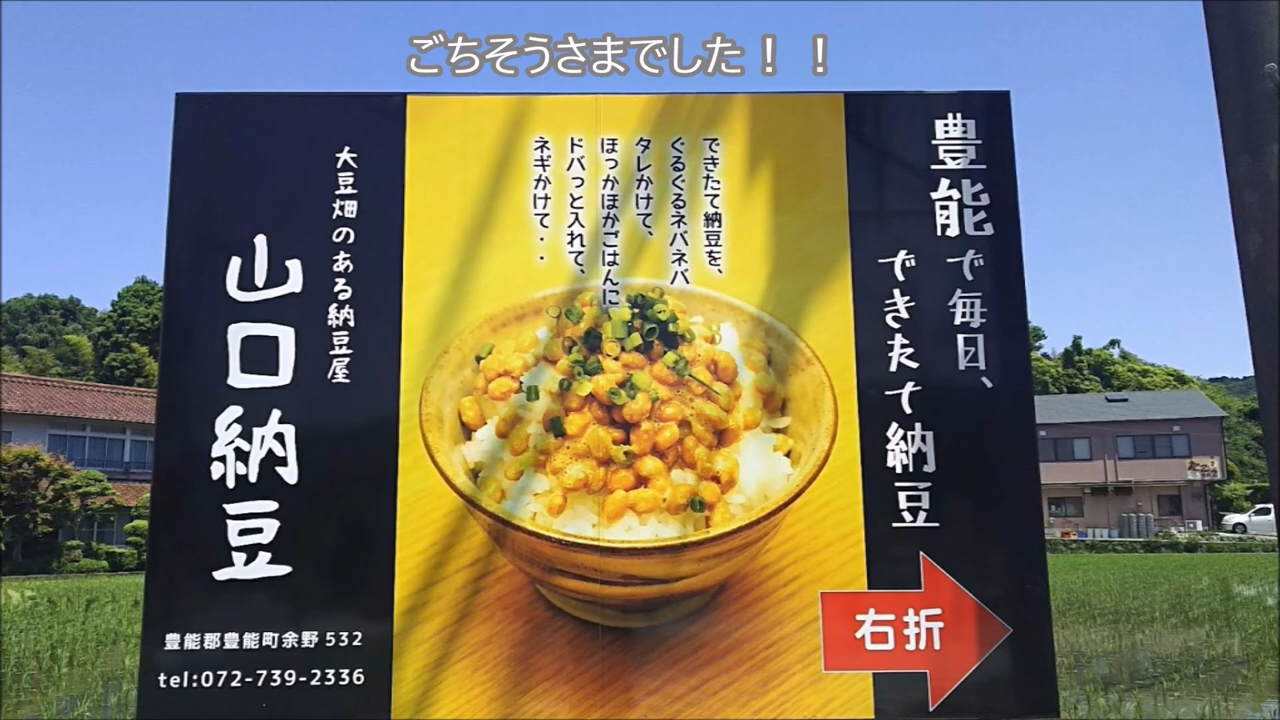 ごちそうさまでした！！
豊能で毎日、
できたて納豆
右折
できたて納豆を、
ぐるぐるネバネバ
タレかけて、
ほっかほかごはんに
ドバっと入れて、
ネギかけて・・
大豆畑のある納豆屋
山口納豆
豊能郡豊能町余野 532
tel:072-739-2336